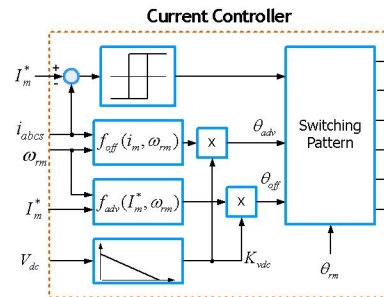 Current Controller
I*m
+
-
iabcs
ωrm
foff(im, ωrm)
x
θadv
Switching
Pattern
I*m
fadv(I*m, ωrm)
x
θoff
Vdc
Kvdc
θrm